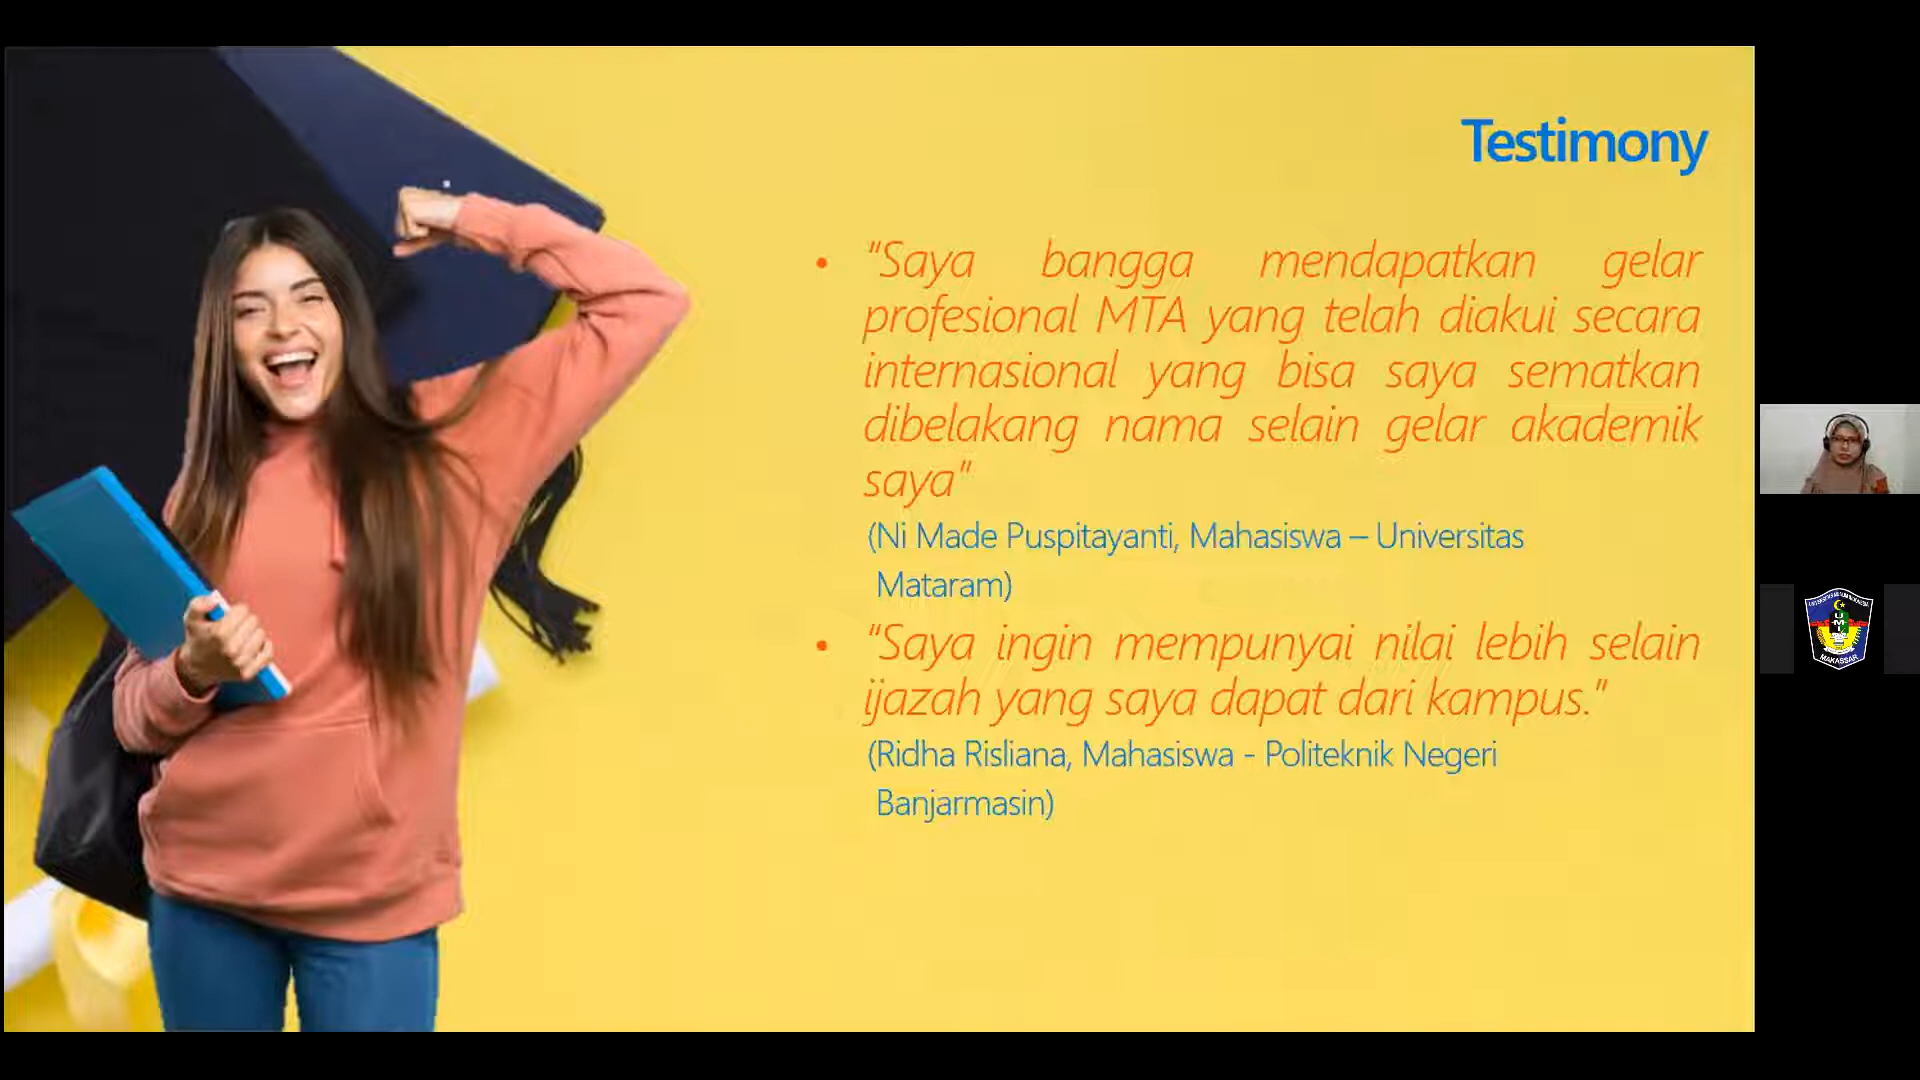 Testimony
• "Saya bangga mendapatkan gelar
profesional MTA yang telah diakui secara
internasional yang bisa saya sematkan
dibelakang nama selain gelar akademik
saya"
(Ni Made Puspitayanti, Mahasiswa – Universitas
Mataram)
• "Saya ingin mempunyai nilai lebih selain
ijazah yang saya dapat dari kampus."
(Ridha Risliana, Mahasiswa - Politeknik Negeri
Banjarmasin)
UMI
MAKASSAR